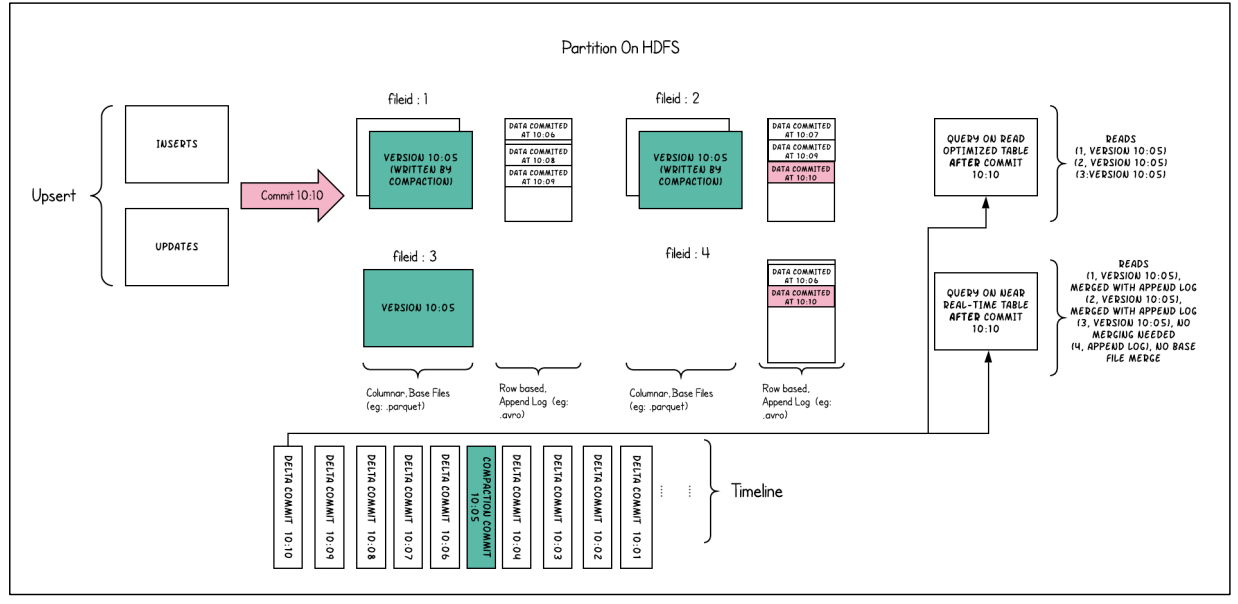 Partition On HDFS
Upsert
INSERTS
UPDATES
Commit 10:10
fileid : 1
VERSION 10:05
(WRITTEN BY
COMPACTION)
DATA COMMITED
AT 10:06
DATA COMMITED
AT 10:08
DATA COMMITED
AT 10:09
fileid : 2
VERSION 10:05
(WRITTEN BY
COMPACTION)
DATA COMMITED
AT 10:07
DATA COMMITED
AT 10:09
DATA COMMITED
AT 10:10
fileid : 3
VERSION 10:05
fileid : 4
DATA COMMITED
AT 10:06
DATA COMMITED
AT 10:10
Columnar, Base Files
(eg: .parquet)
Row based,
Append Log (eg:
.avro)
Columnar, Base Files
(eg: .parquet)
Row based,
Append Log (eg:
.avro)
QUERY ON READ
OPTIMIZED TABLE
AFTER COMMIT
10:10
READS
(1, VERSION 10:05)
(2, VERSION 10:05)
(3:VERSION 10:05)
QUERY ON NEAR
REAL-TIME TABLE
AFTER COMMIT
10:10
READS
(1, VERSION 10:05),
MERGED WITH APPEND LOG
(2, VERSION 10:05),
MERGED WITH APPEND LOG
(3, VERSION 10:05), NO
MERGING NEEDED
(4, APPEND LOG), NO BASE
FILE MERGE
DELTA COMMIT 10:10
DELTA COMMIT 10:09
DELTA COMMIT 10:08
DELTA COMMIT 10:07
DELTA COMMIT 10:06
COMPACTION COMMIT
10:05
DELTA COMMIT 10:04
DELTA COMMIT 10:03
DELTA COMMIT 10:02
DELTA COMMIT 10:01
Timeline